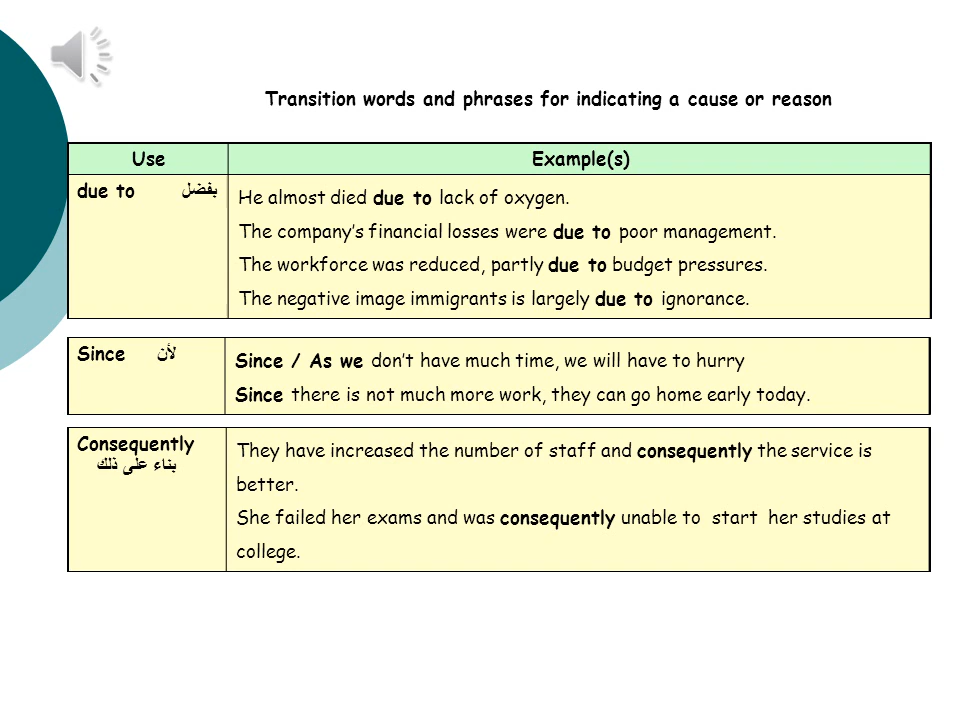 Transition words and phrases for indicating a cause or reason
Use Example(s)
due to بفضل
He almost died due to lack of oxygen.
The company’s financial losses were due to poor management.
The workforce was reduced, partly due to budget pressures.
The negative image immigrants is largely due to ignorance.
Since لأن
Since / As we don’t have much time, we will have to hurry
Since there is not much more work, they can go home early today.
Consequently
بناء على ذلك
They have increased the number of staff and consequently the service is
better.
She failed her exams and was consequently unable to start her studies at
college.